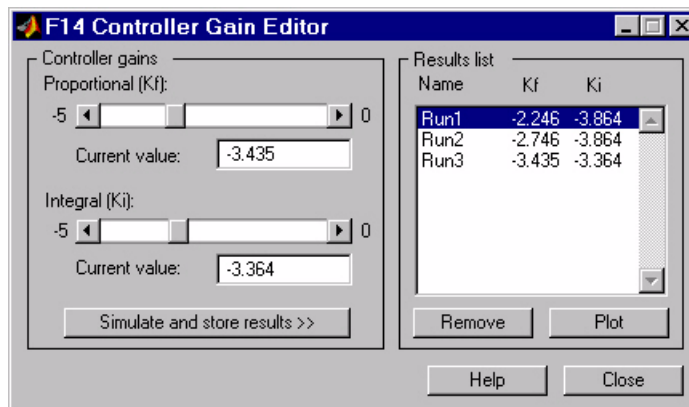 F14 Controller Gain Editor
Controller gains
Proportional (Kf):
-5 0
Current value: -3.435
Integral (Ki):
-5 0
Current value: -3.364
Simulate and store results >>
Results list
Name Kf Ki
Run1 -2.246 -3.864
Run2 -2.746 -3.864
Run3 -3.435 -3.364
Remove Plot
Help Close